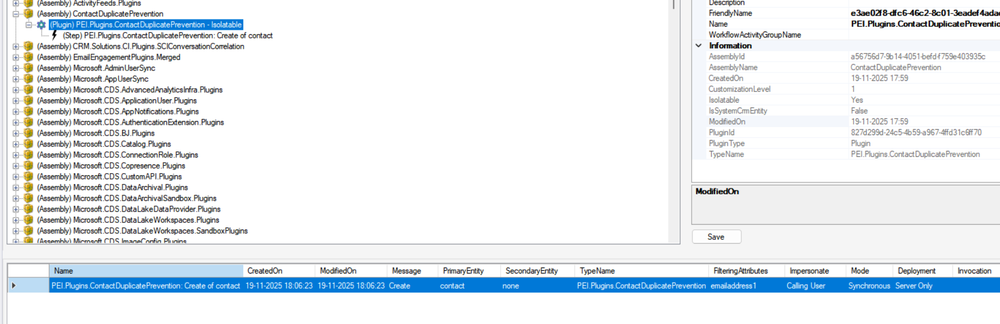 (Assembly) ActivityFeeds.Plugins
(Assembly) ContactDuplicatePrevention
(Plugin) PEI.Plugins.ContactDuplicatePrevention - Isolatable
(Step) PEI.Plugins.ContactDuplicatePrevention: Create of contact
(Assembly) CRM.Solutions.CI.Plugins.SCIConversationCorrelation
(Assembly) EmailEngagementPlugins.Merged
(Assembly) Microsoft.AdminUserSync
(Assembly) Microsoft.AppUserSync
(Assembly) Microsoft.CDS.AdvancedAnalyticsInfra.Plugins
(Assembly) Microsoft.CDS.ApplicationUser.Plugins
(Assembly) Microsoft.CDS.AppNotifications.Plugins
(Assembly) Microsoft.CDS.AuthenticationExtension.Plugins
(Assembly) Microsoft.CDS.BJ.Plugins
(Assembly) Microsoft.CDS.Catalog.Plugins
(Assembly) Microsoft.CDS.ConnectionRole.Plugins
(Assembly) Microsoft.CDS.Copresence.Plugins
(Assembly) Microsoft.CDS.CustomAPI.Plugins
(Assembly) Microsoft.CDS.DataArchival.Plugins
(Assembly) Microsoft.CDS.DataArchivalSandbox.Plugins
(Assembly) Microsoft.CDS.DataLakeDataProvider.Plugins
(Assembly) Microsoft.CDS.DataLakeWorkspaces.Plugins
(Assembly) Microsoft.CDS.DataLakeWorkspaces.SandboxPlugins
(Assembly) Microsoft.CDS.ImageConfig.Plugins
Description
FriendlyName e3ae02f8-dfc6-46c2-8c01-3eadef4adac
Name PEI.Plugins.ContactDuplicatePreventio
WorkflowActivityGroupName
Information
AssemblyId a56756d7-9b14-4051-befd-f759e403935c
AssemblyName ContactDuplicatePrevention
CreatedOn 19-11-2025 17:59
CustomizationLevel 1
Isolatable Yes
IsSystemCrmEntity False
ModifiedOn 19-11-2025 17:59
PluginId 827d299d-24c5-4b59-a967-4ffd31c6ff70
PluginType Plugin
TypeName PEI.Plugins.ContactDuplicatePrevention
ModifiedOn
Save
Name CreatedOn ModifiedOn Message PrimaryEntity SecondaryEntity TypeName FilteringAttributes Impersonate Mode Deployment Invocation
PEI.Plugins.ContactDuplicatePrevention: Create of contact 19-11-2025 18:06:23 19-11-2025 18:06:23 Create contact none PEI.Plugins.ContactDuplicatePrevention emailaddress1 Calling User Synchronous Server Only